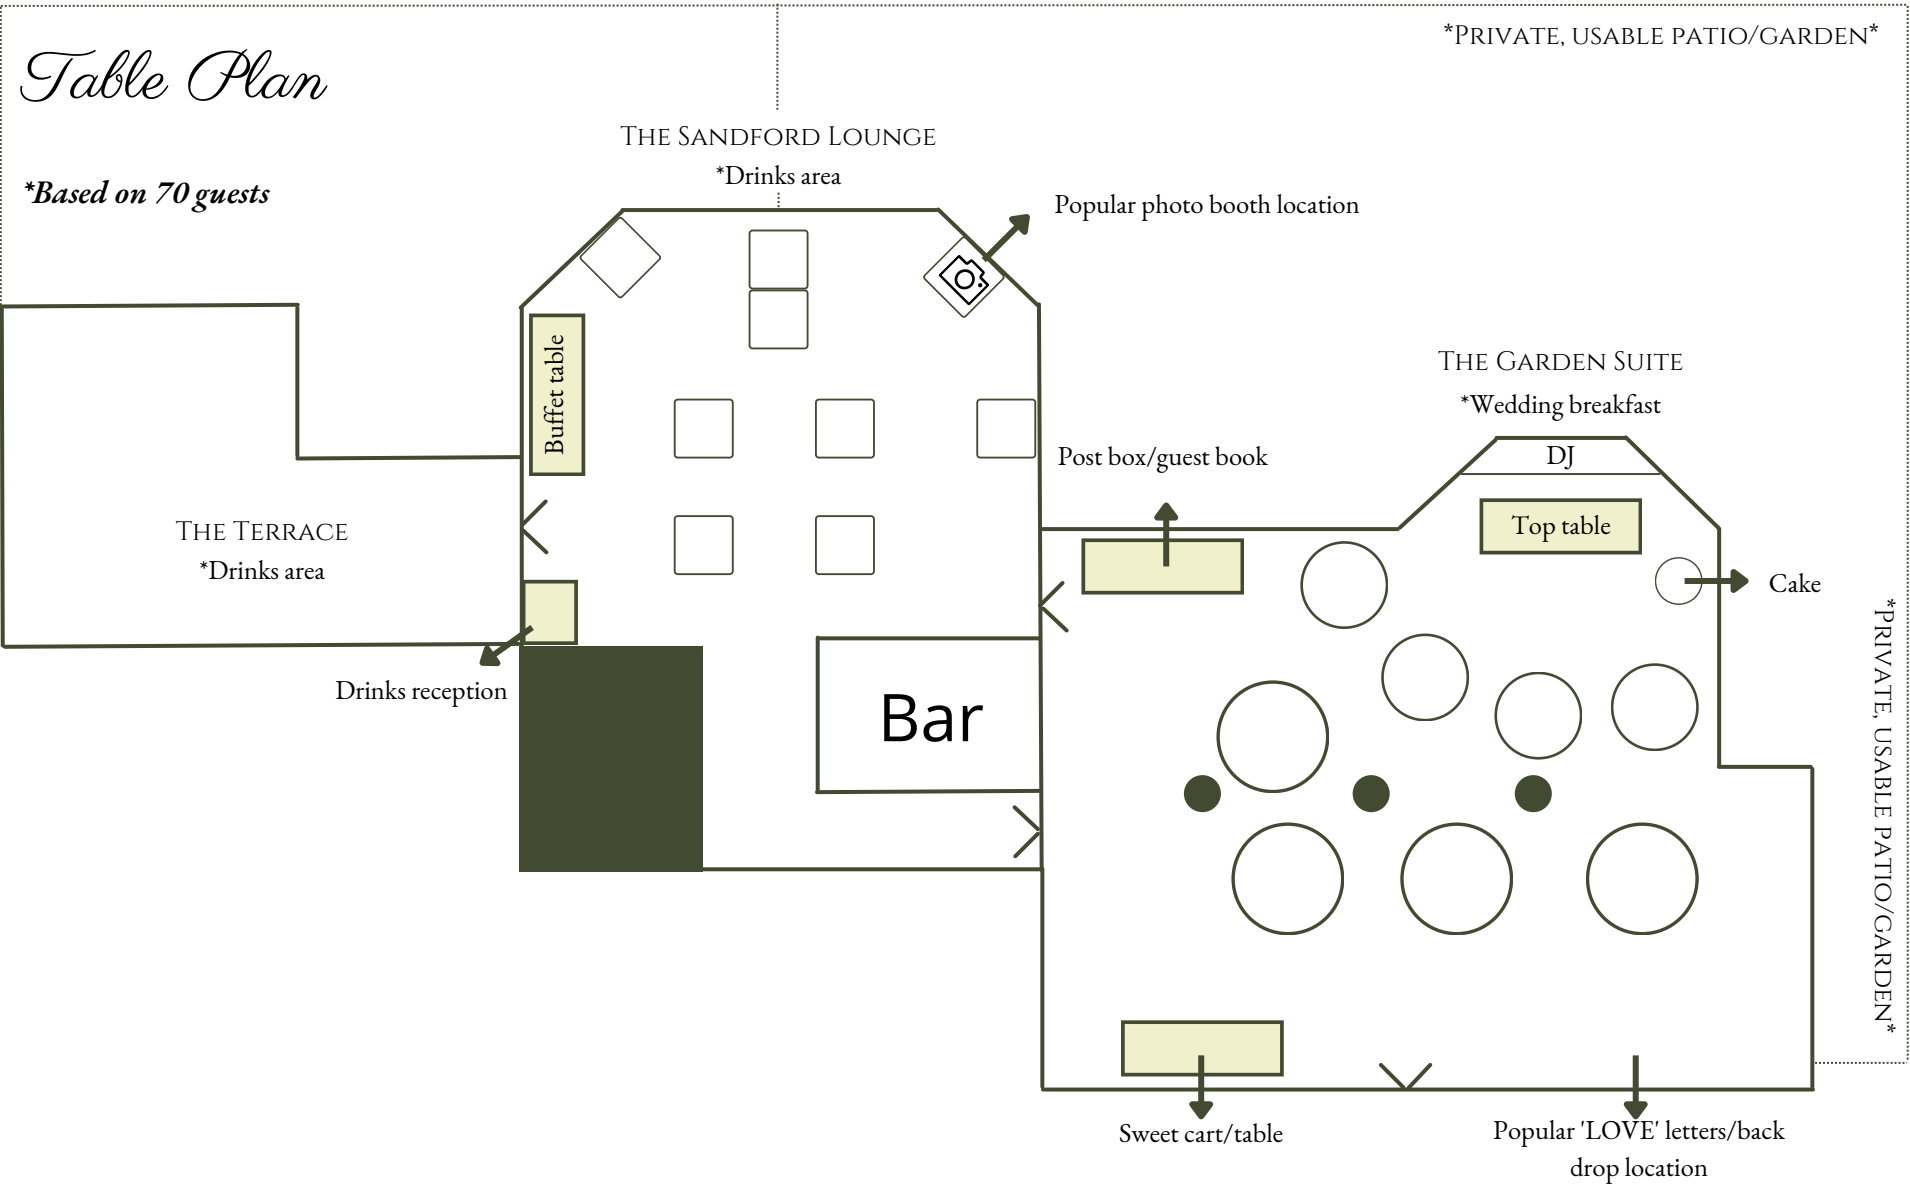 *Private, usable patio/garden*
Table Plan
*Based on 70 guests
The Sandford Lounge
*Drinks area
Popular photo booth location
Buffet table
The Garden Suite
*Wedding breakfast
Post box/guest book
DJ
Top table
The Terrace
*Drinks area
Cake
*Private, usable patio/garden*
Drinks reception
Bar
Sweet cart/table
Popular 'LOVE' letters/back
drop location